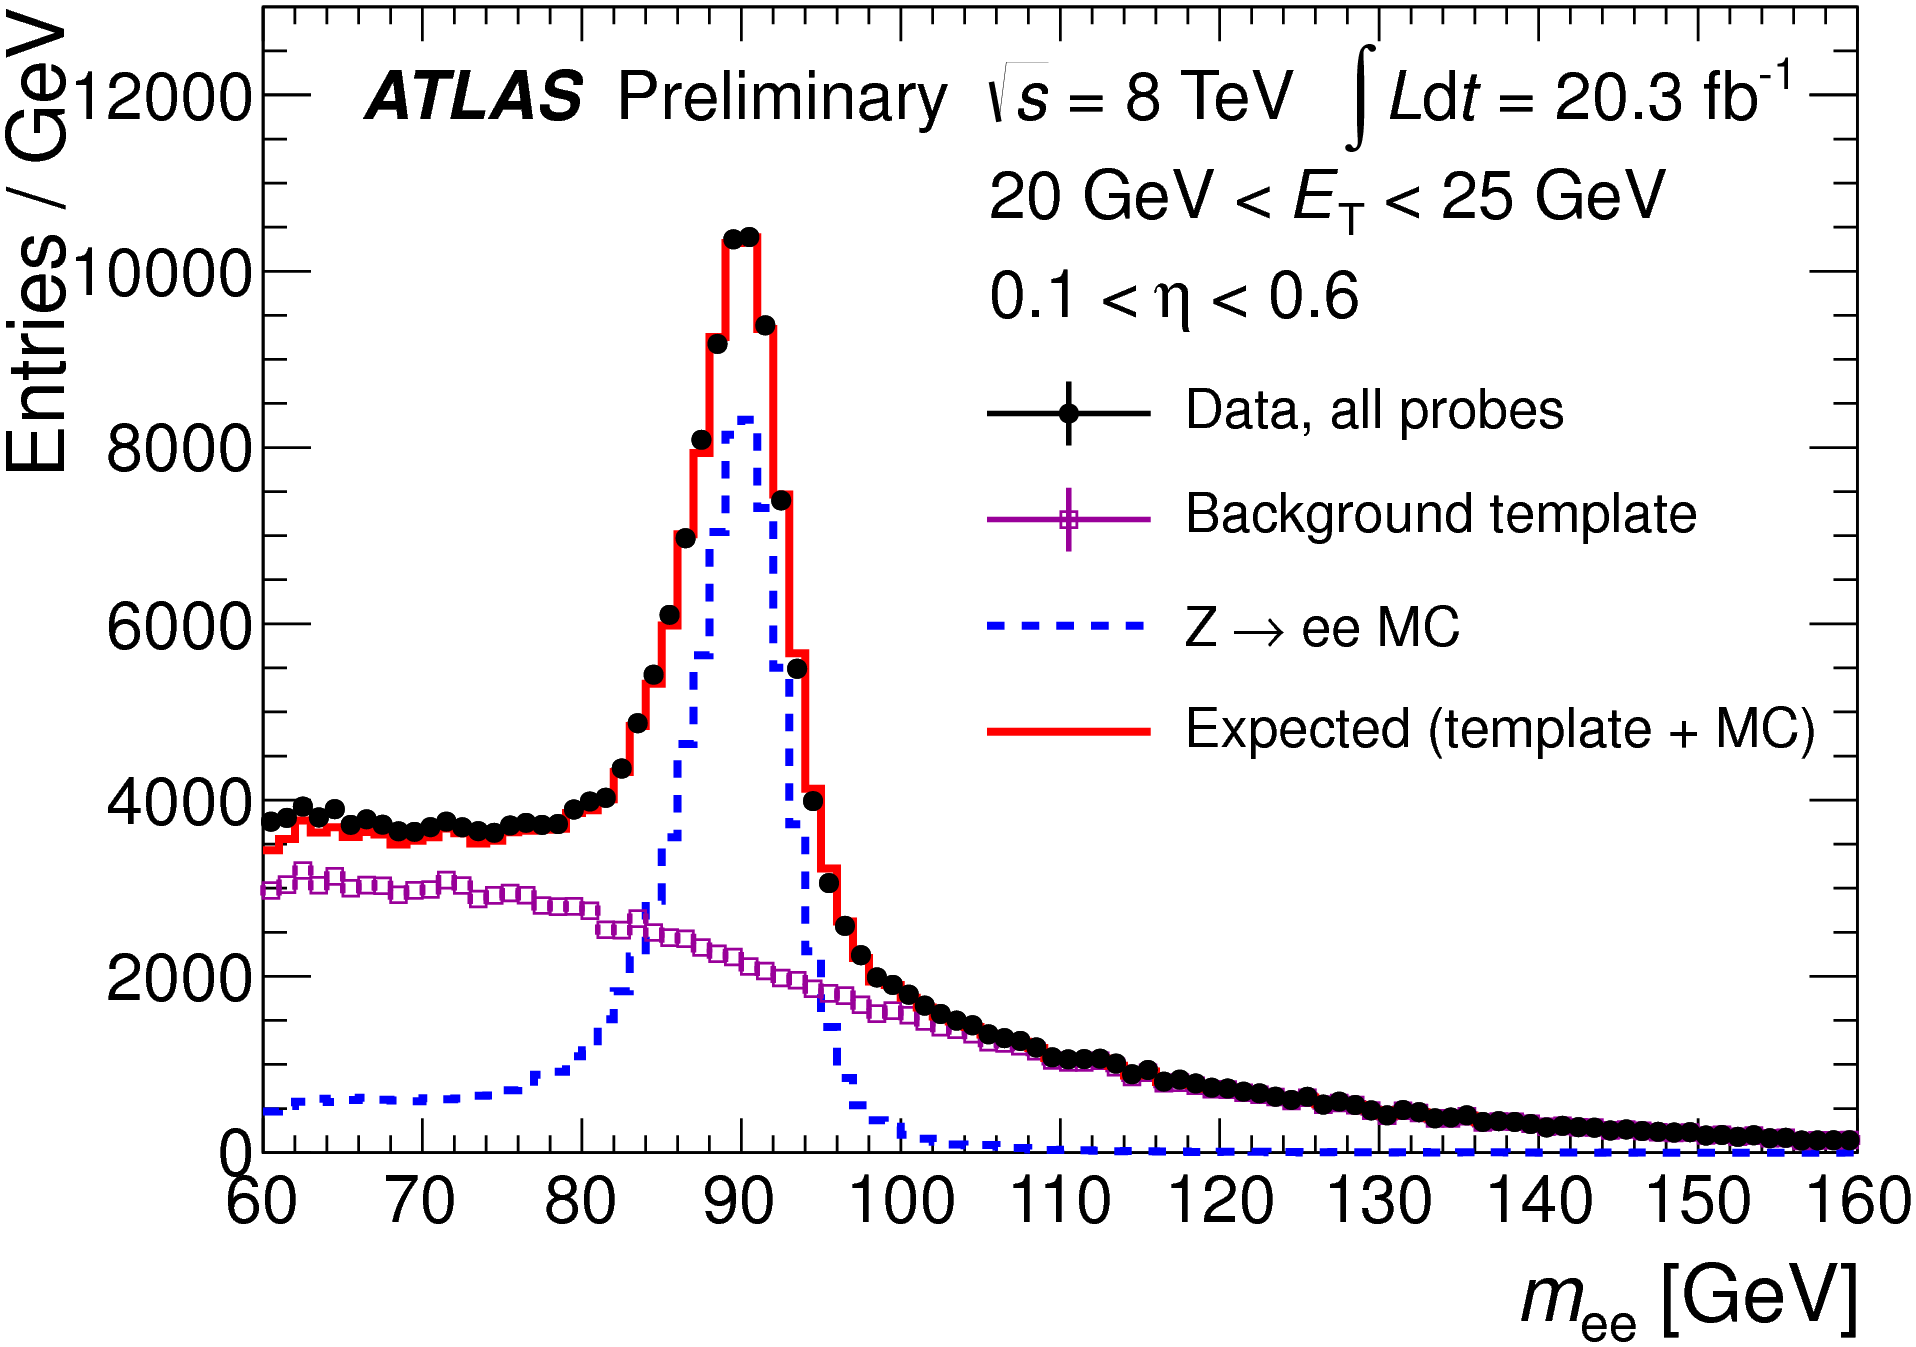 Entries / GeV
12000
10000
8000
6000
4000
2000
0
ATLAS Preliminary √s = 8 TeV ∫ Ldt = 20.3 fb⁻¹
20 GeV < E_T < 25 GeV
0.1 < η < 0.6
Data, all probes
Background template
Z → ee MC
Expected (template + MC)
60 70 80 90 100 110 120 130 140 150 160
m_ee [GeV]